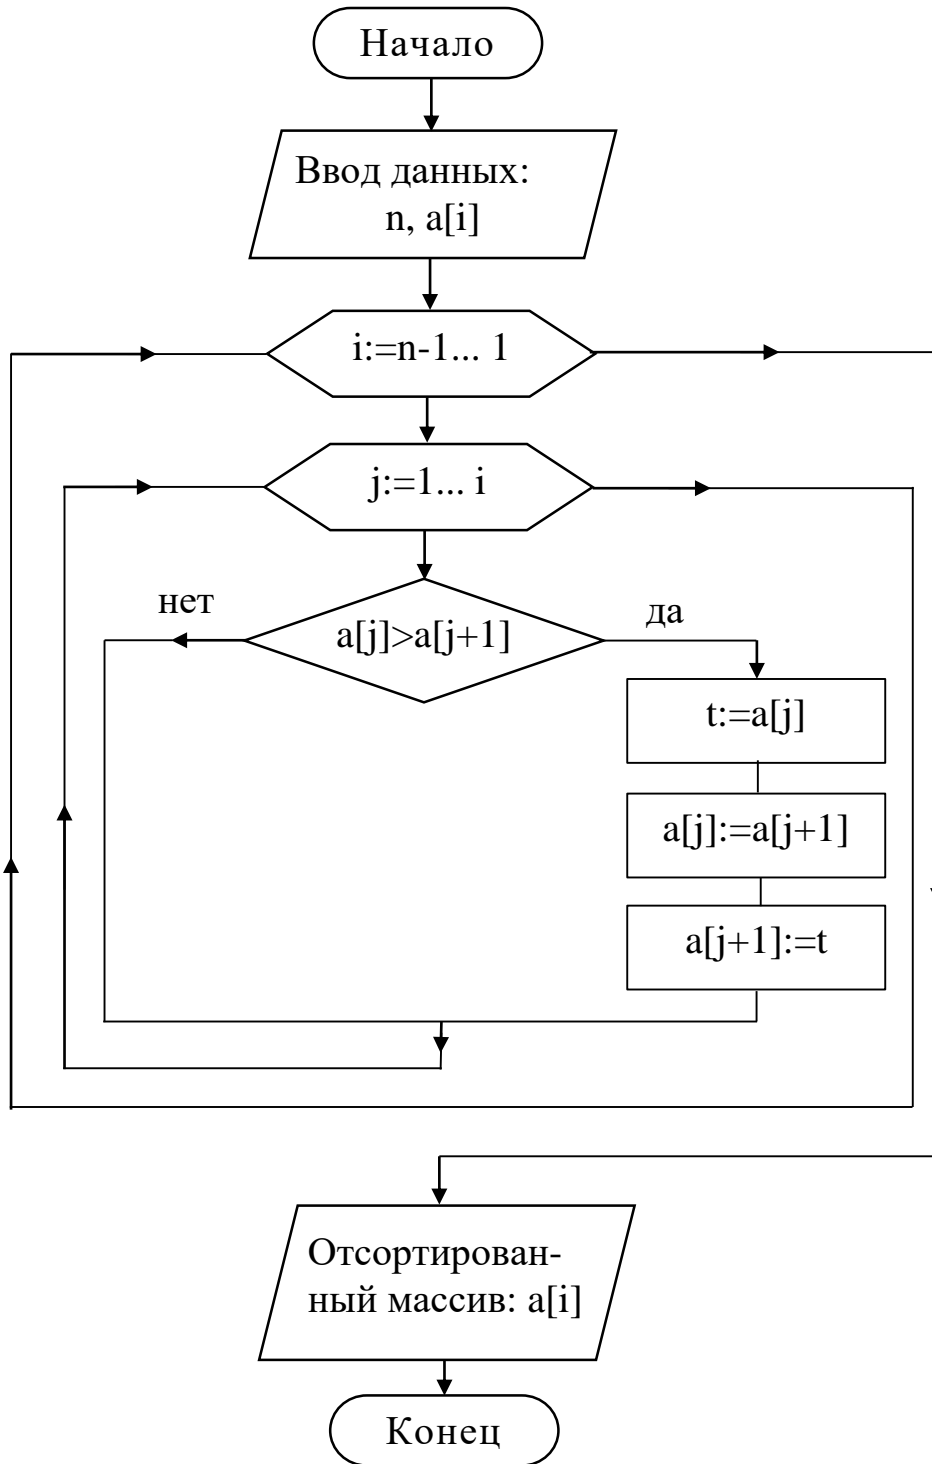 Начало
Ввод данных:
n, a[i]
i:=n-1... 1
j:=1... i
нет
a[j]>a[j+1]
да
t:=a[j]
a[j]:=a[j+1]
a[j+1]:=t
Отсортирован-
ный массив: a[i]
Конец